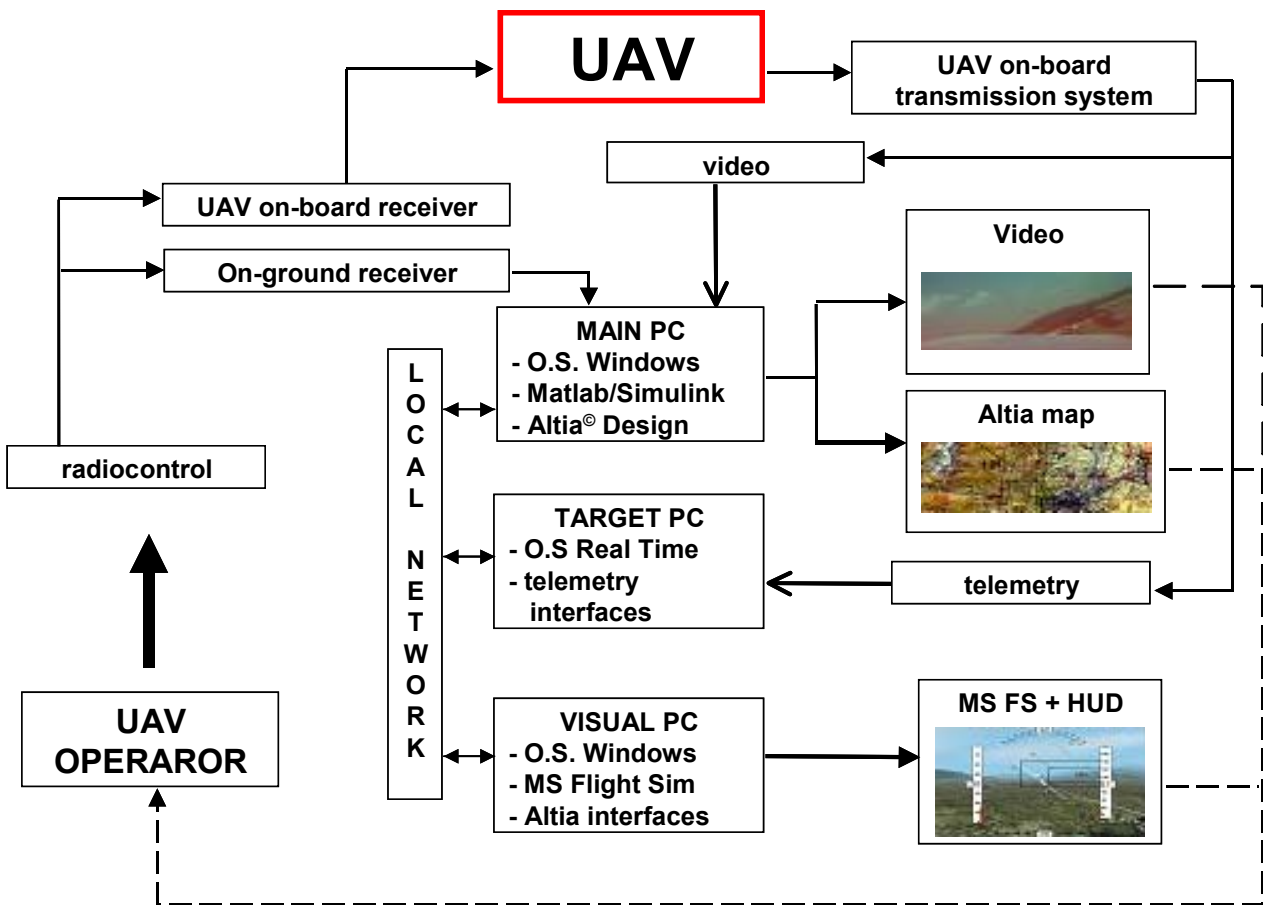 UAV
UAV on-board
transmission system
video
UAV on-board receiver
On-ground receiver
Video
MAIN PC
- O.S. Windows
- Matlab/Simulink
- Altia© Design
LOCAL NETWORK
Altia map
radiocontrol
TARGET PC
- O.S Real Time
- telemetry
interfaces
telemetry
UAV
OPERAROR
VISUAL PC
- O.S. Windows
- MS Flight Sim
- Altia interfaces
MS FS + HUD